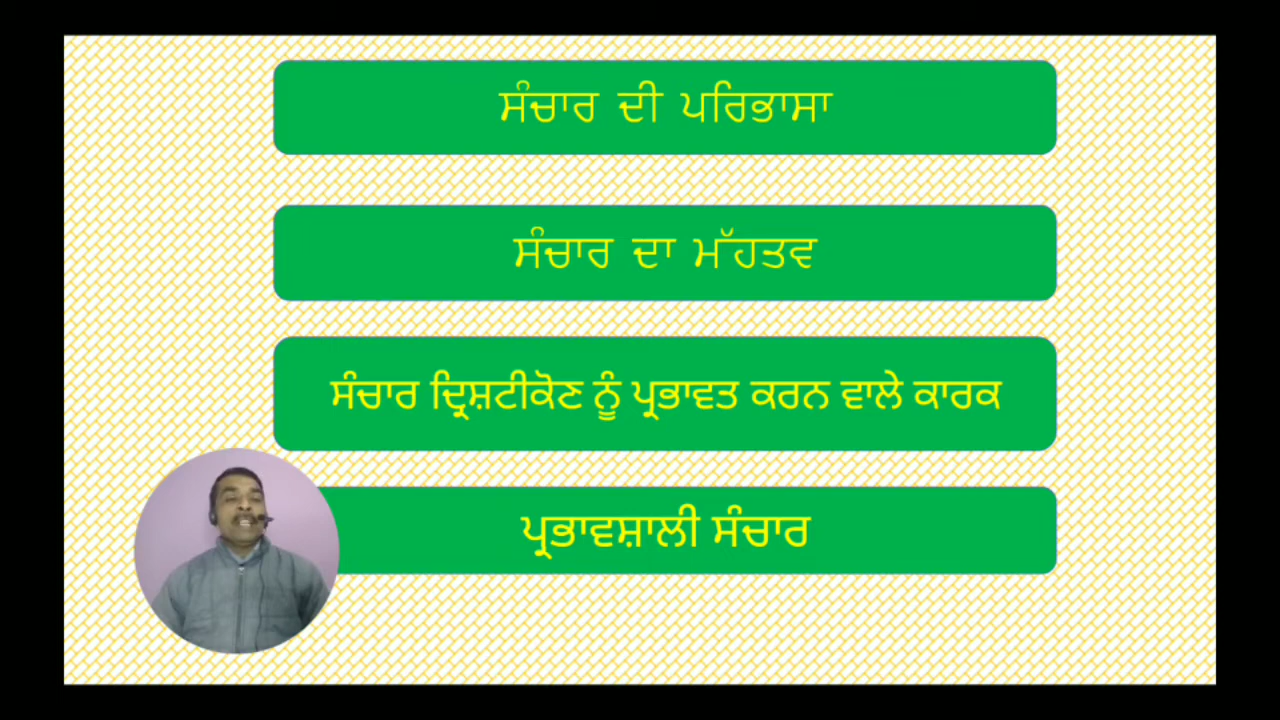 ਸੰਚਾਰ ਦੀ ਪਰਿਭਾਸਾ
ਸੰਚਾਰ ਦਾ ਮੱਹਤਵ
ਸੰਚਾਰ ਦ੍ਰਿਸ਼ਟੀਕੋਣ ਨੂੰ ਪ੍ਰਭਾਵਤ ਕਰਨ ਵਾਲੇ ਕਾਰਕ
ਪ੍ਰਭਾਵਸ਼ਾਲੀ ਸੰਚਾਰ